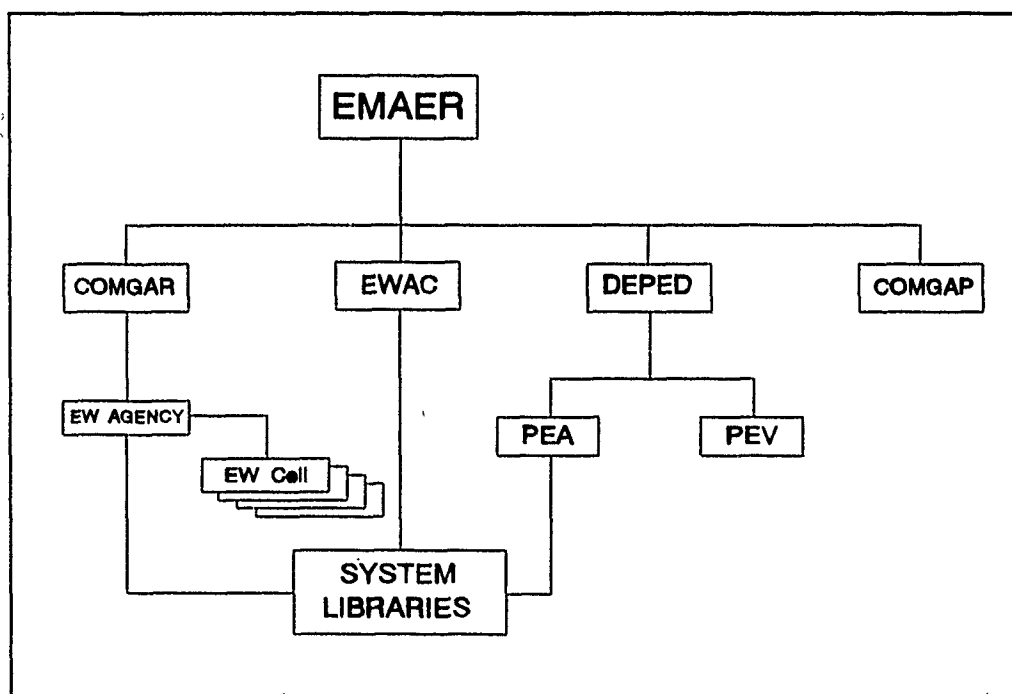 EMAER
COMGAR
EWAC
DEPED
COMGAP
EW AGENCY
PEA
PEV
EW Cell
SYSTEM
LIBRARIES